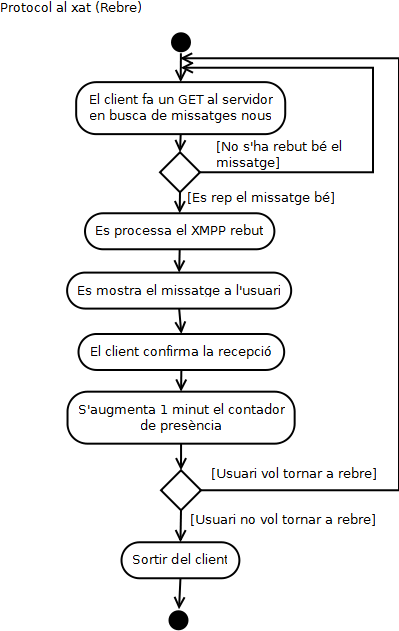 Protocol al xat (Rebre)
El client fa un GET al servidor
en busca de missatges nous
[No s'ha rebut bé el
missatge]
[Es rep el missatge bé]
Es processa el XMPP rebut
Es mostra el missatge a l'usuari
El client confirma la recepció
S'augmenta 1 minut el contador
de presència
[Usuari vol tornar a rebre]
[Usuari no vol tornar a rebre]
Sortir del client